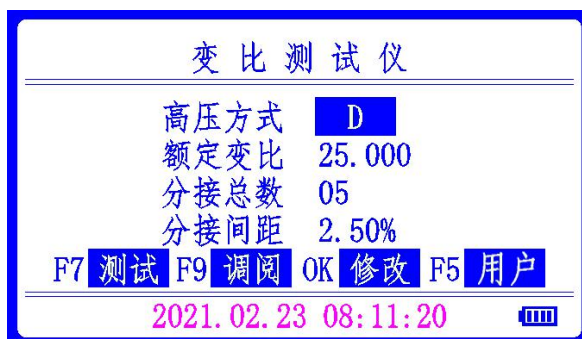 变比测试仪
高压方式 D
额定变比 25.000
分接总数 05
分接间距 2.50%
F7 测试 F9 调阅 OK 修改 F5 用户
2021.02.23 08:11:20